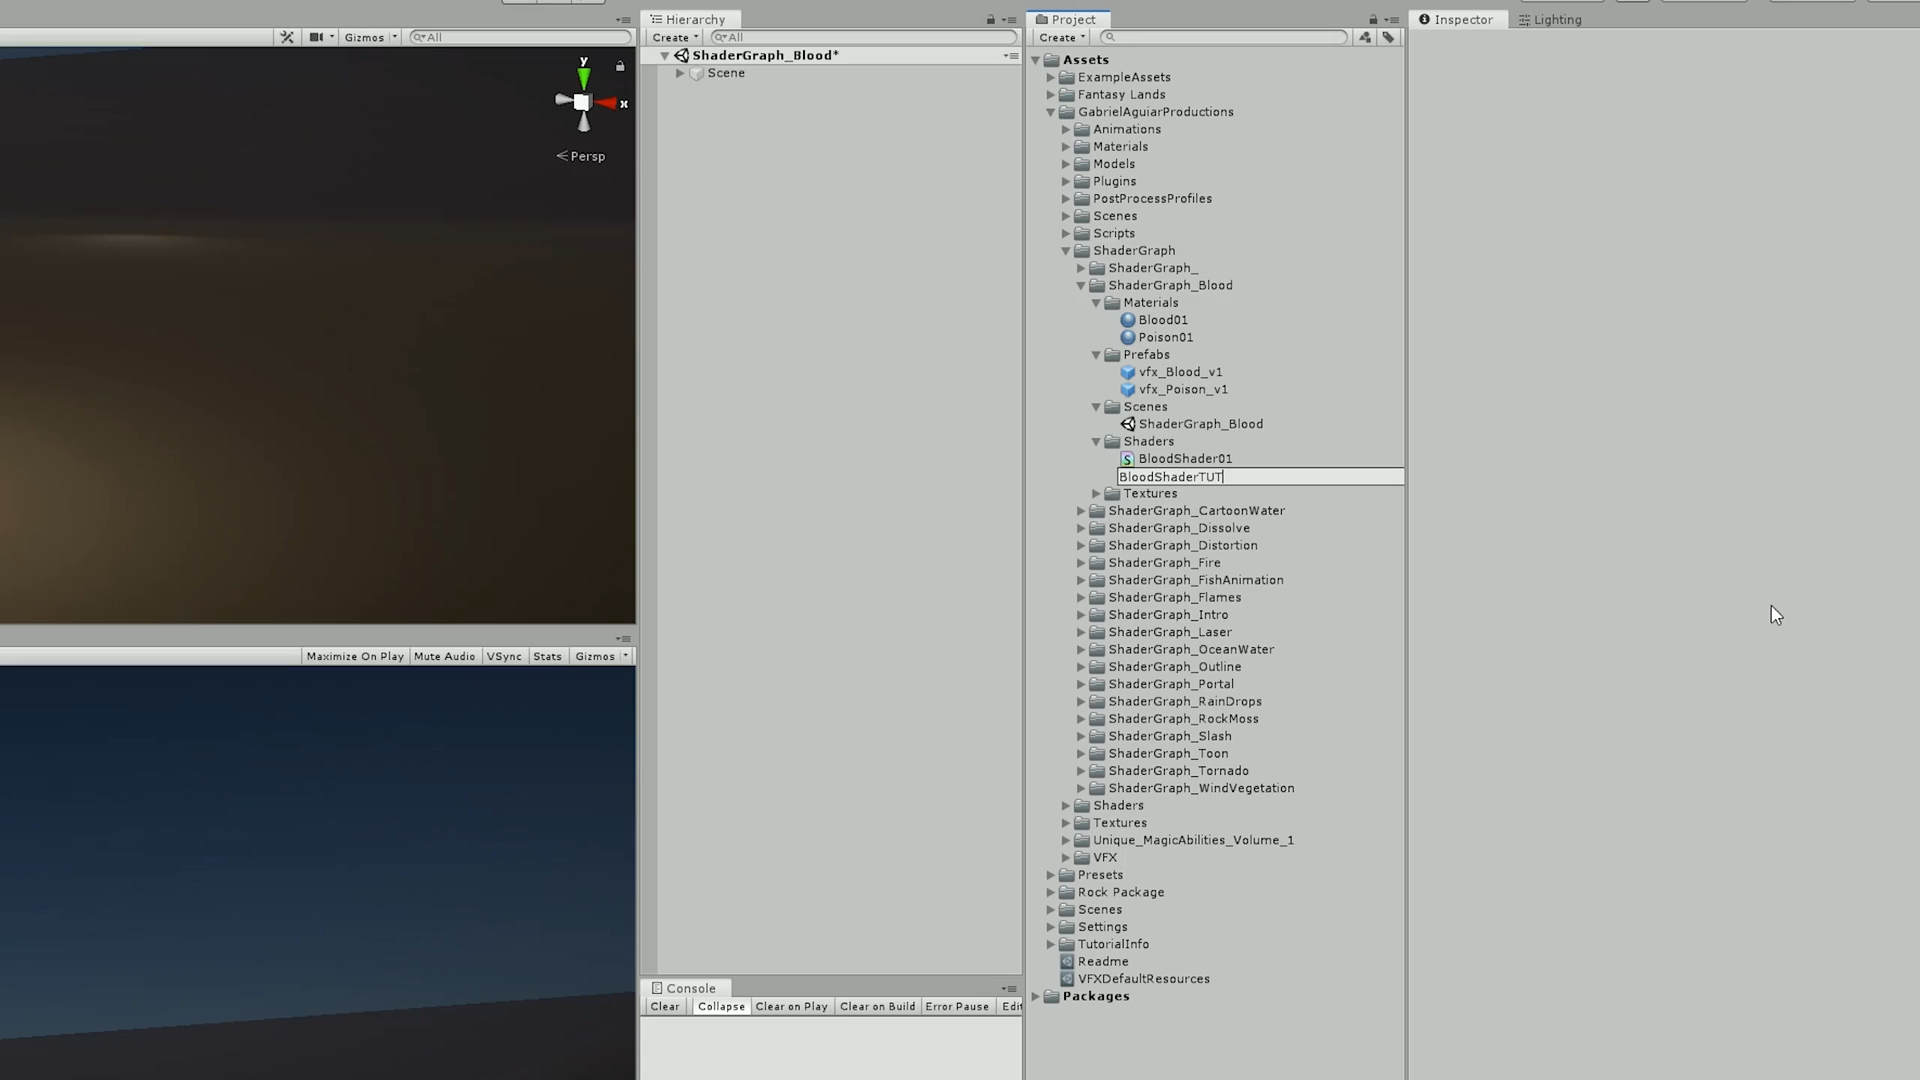 Gizmos
All
y
x
Persp
Maximize On Play
Mute Audio
VSync
Stats
Gizmos
Hierarchy
Create
All
ShaderGraph_Blood*
Scene
Console
Clear
Collapse
Clear on Play
Clear on Build
Error Pause
Edit
Project
Create
Assets
ExampleAssets
Fantasy Lands
GabrielAguiarProductions
Animations
Materials
Models
Plugins
PostProcessProfiles
Scenes
Scripts
ShaderGraph
ShaderGraph_
ShaderGraph_Blood
Materials
Blood01
Poison01
Prefabs
vfx_Blood_v1
vfx_Poison_v1
Scenes
ShaderGraph_Blood
Shaders
BloodShader01
BloodShaderTUT
Textures
ShaderGraph_CartoonWater
ShaderGraph_Dissolve
ShaderGraph_Distortion
ShaderGraph_Fire
ShaderGraph_FishAnimation
ShaderGraph_Flames
ShaderGraph_Intro
ShaderGraph_Laser
ShaderGraph_OceanWater
ShaderGraph_Outline
ShaderGraph_Portal
ShaderGraph_RainDrops
ShaderGraph_RockMoss
ShaderGraph_Slash
ShaderGraph_Toon
ShaderGraph_Tornado
ShaderGraph_WindVegetation
Shaders
Textures
Unique_MagicAbilities_Volume_1
VFX
Presets
Rock Package
Scenes
Settings
TutorialInfo
Readme
VFXDefaultResources
Packages
Inspector
Lighting